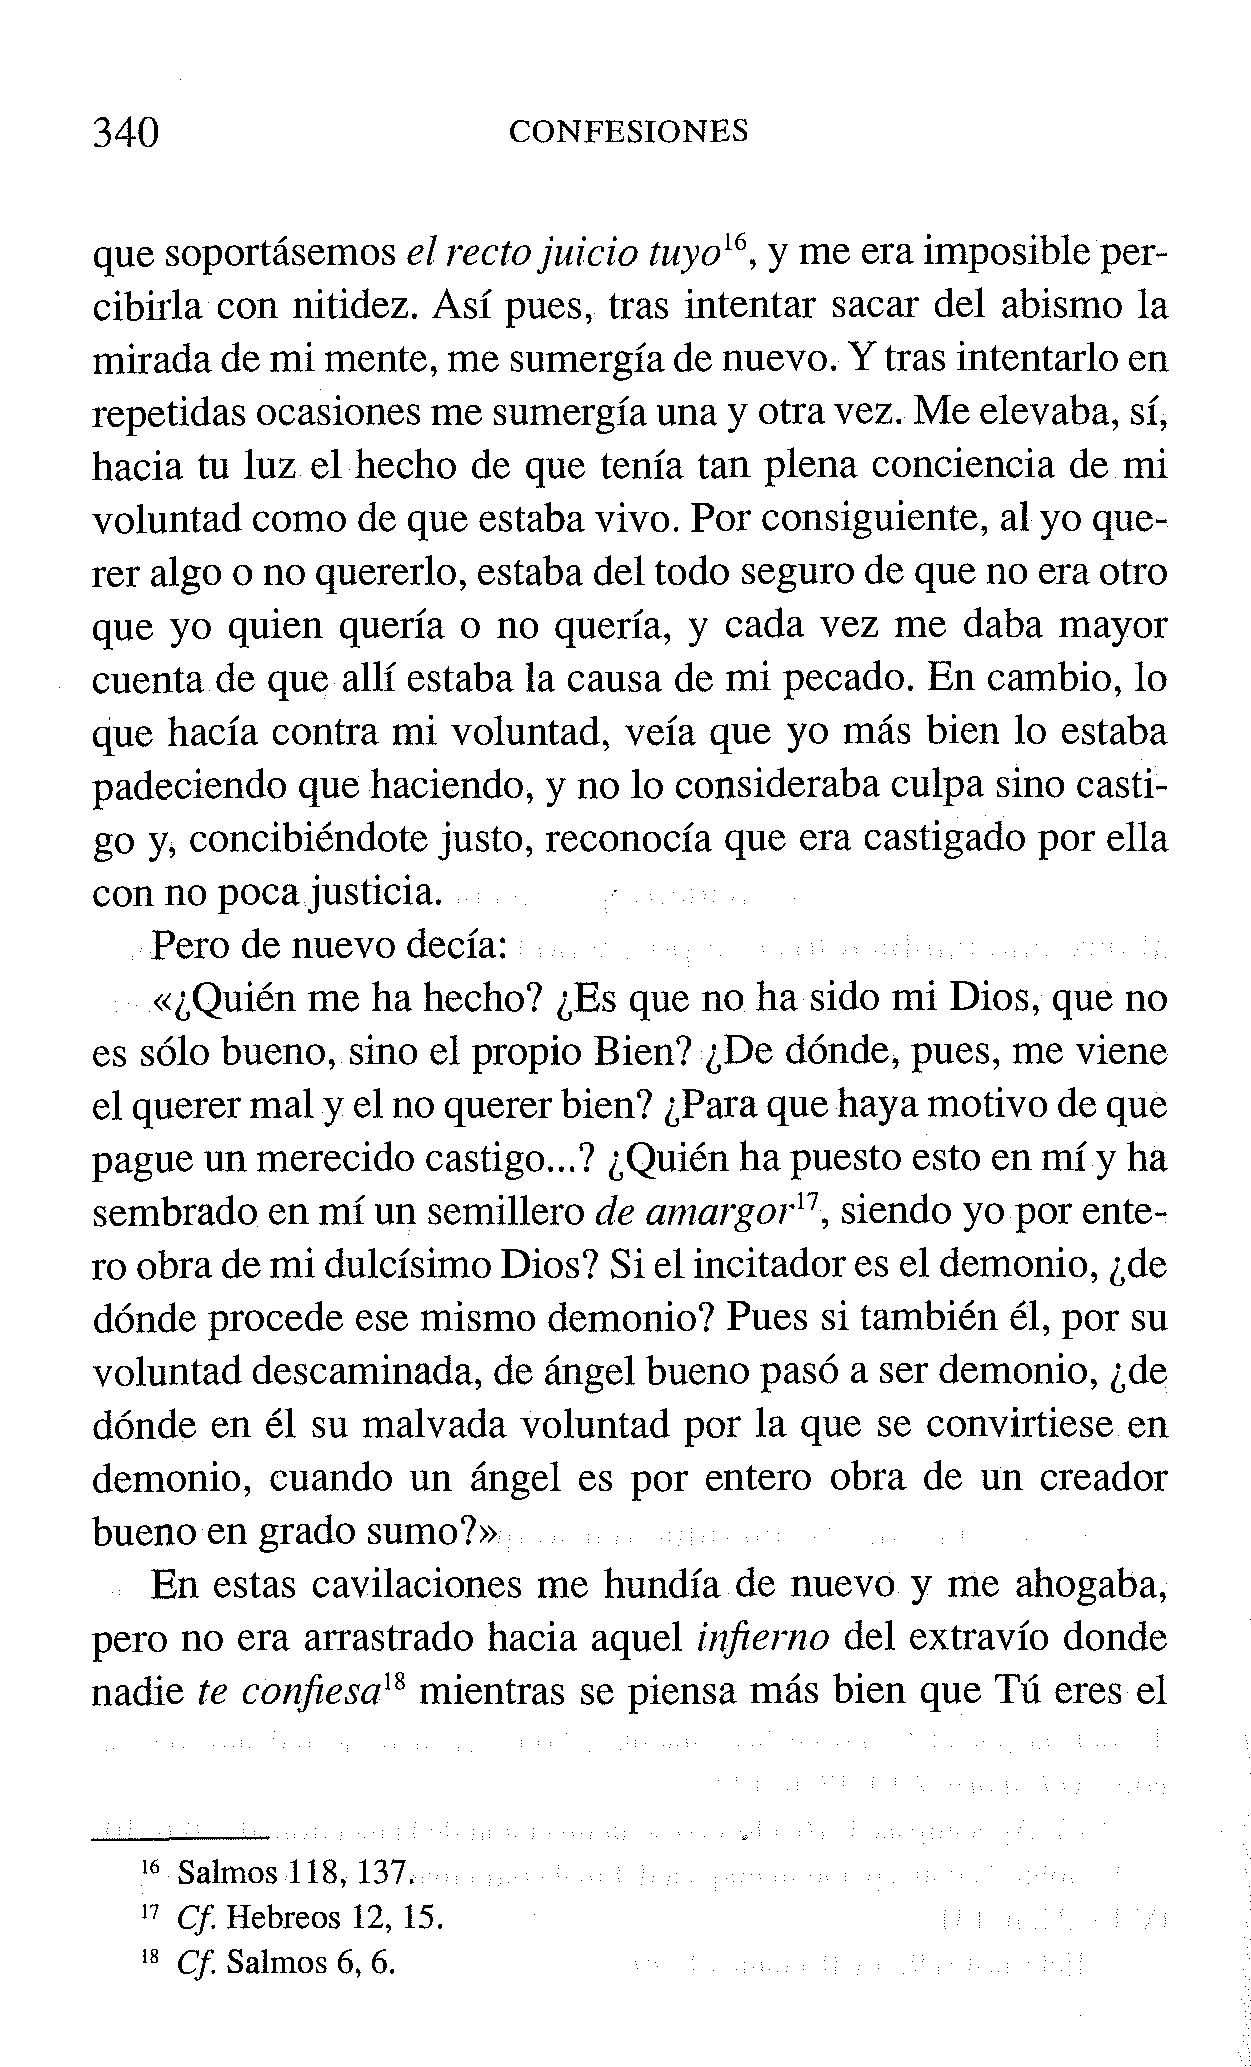 340 CONFESIONES
que soportásemos el recto juicio tuyo¹⁶, y me era imposible per-
cibirla con nitidez. Así pues, tras intentar sacar del abismo la
mirada de mi mente, me sumergía de nuevo. Y tras intentarlo en
repetidas ocasiones me sumergía una y otra vez. Me elevaba, sí,
hacia tu luz el hecho de que tenía tan plena conciencia de mi
voluntad como de que estaba vivo. Por consiguiente, al yo que-
rer algo o no quererlo, estaba del todo seguro de que no era otro
que yo quien quería o no quería, y cada vez me daba mayor
cuenta de que allí estaba la causa de mi pecado. En cambio, lo
que hacía contra mi voluntad, veía que yo más bien lo estaba
padeciendo que haciendo, y no lo consideraba culpa sino casti-
go y, concibiéndote justo, reconocía que era castigado por ella
con no poca justicia.
Pero de nuevo decía:
«¿Quién me ha hecho? ¿Es que no ha sido mi Dios, que no
es sólo bueno, sino el propio Bien? ¿De dónde, pues, me viene
el querer mal y el no querer bien? ¿Para que haya motivo de que
pague un merecido castigo...? ¿Quién ha puesto esto en mí y ha
sembrado en mí un semillero de amargor¹⁷, siendo yo por ente-
ro obra de mi dulcísimo Dios? Si el incitador es el demonio, ¿de
dónde procede ese mismo demonio? Pues si también él, por su
voluntad descaminada, de ángel bueno pasó a ser demonio, ¿de
dónde en él su malvada voluntad por la que se convirtiese en
demonio, cuando un ángel es por entero obra de un creador
bueno en grado sumo?»
En estas cavilaciones me hundía de nuevo y me ahogaba,
pero no era arrastrado hacia aquel infierno del extravío donde
nadie te confiesa¹⁸ mientras se piensa más bien que Tú eres el
¹⁶ Salmos 118, 137.
¹⁷ Cf. Hebreos 12, 15.
¹⁸ Cf. Salmos 6, 6.